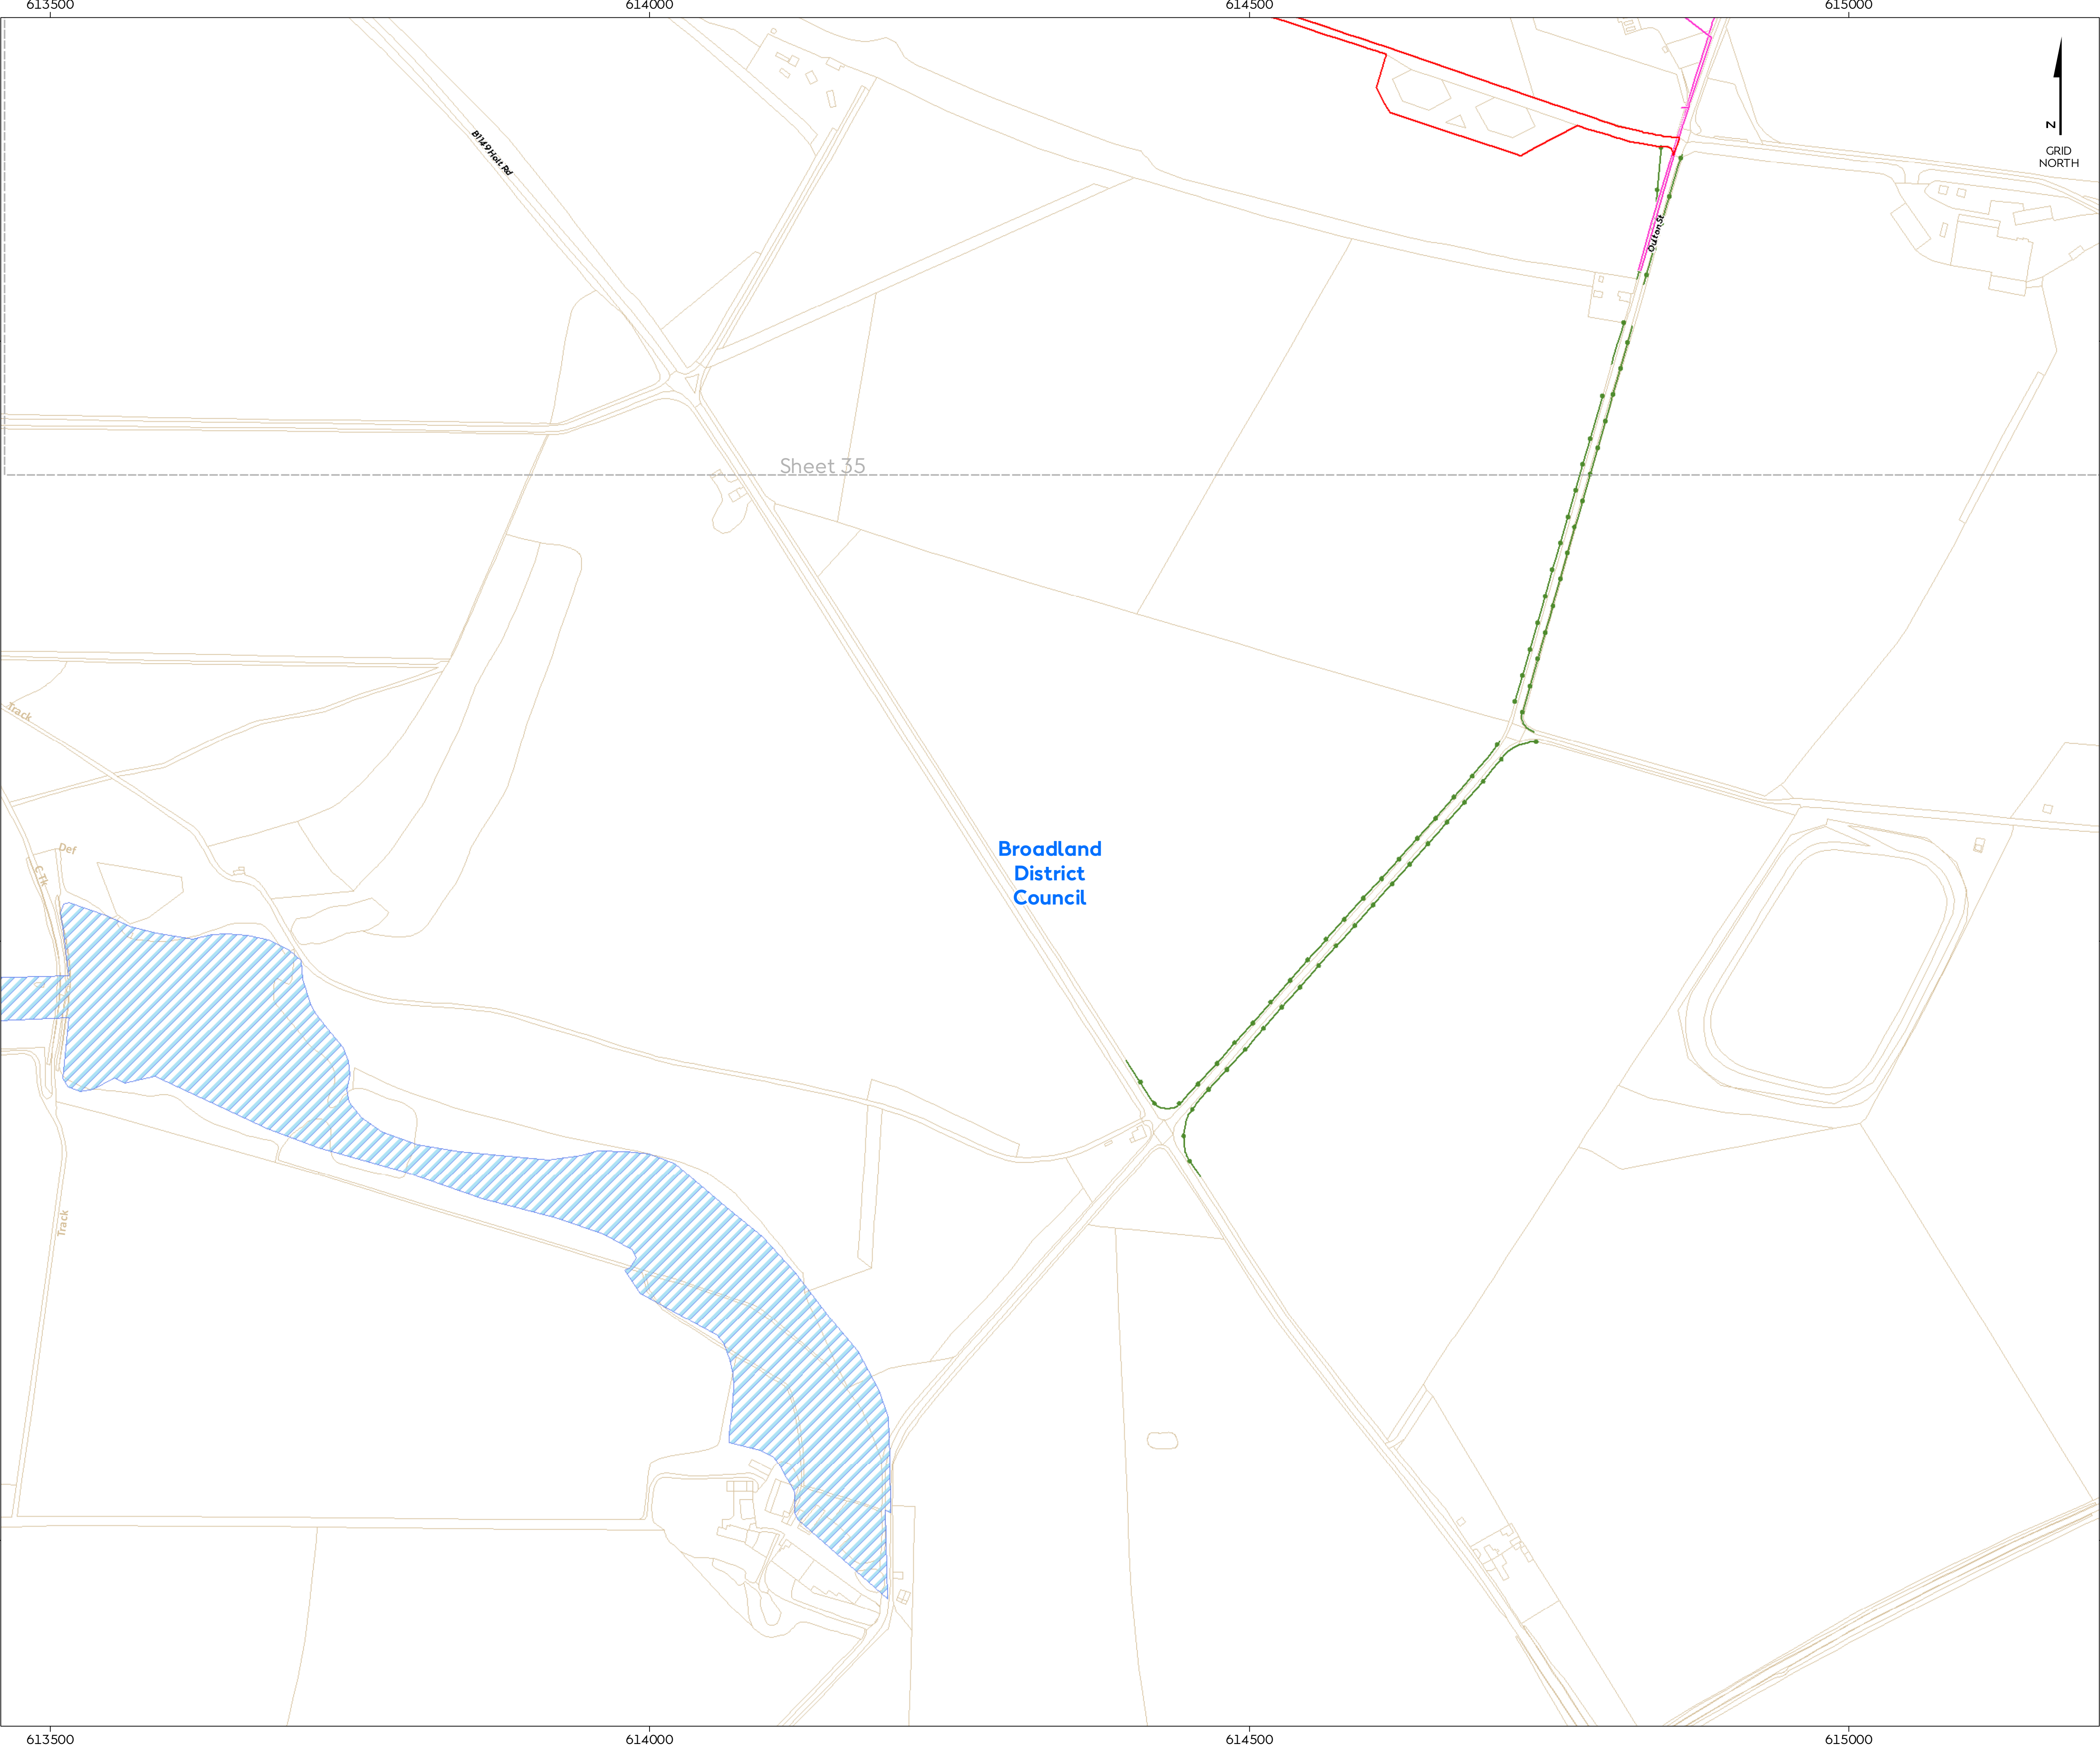 613500
614000
614500
615000
B1149 Holt Rd
N
GRID
NORTH
Oulton St
Sheet 35
Track
Def
C Tk
Broadland
District
Council
Track
613500
614000
614500
615000